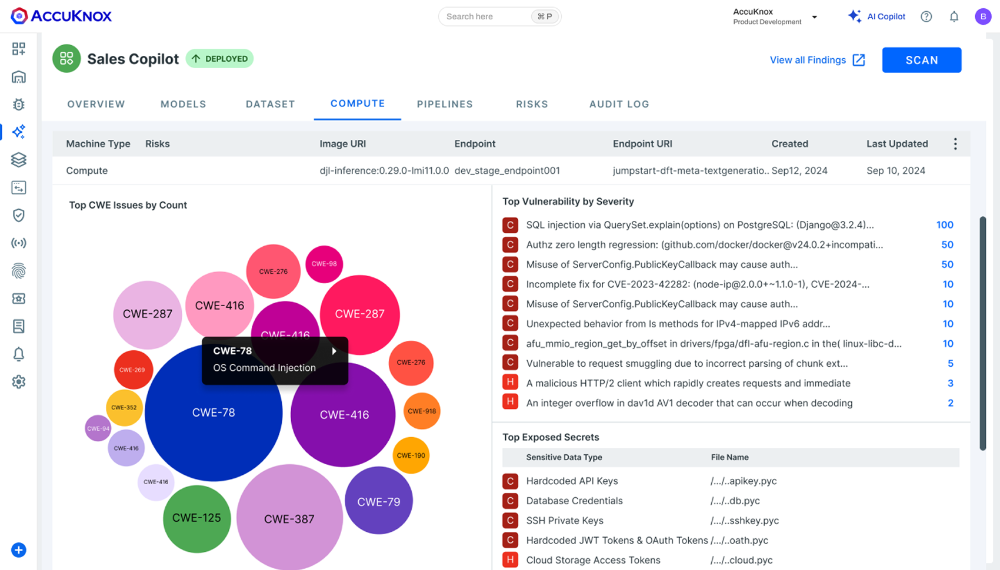 ACCUKNOX
Search here
⌘ P
AccuKnox
Product Development
AI Copilot
B
Sales Copilot
DEPLOYED
View all Findings
SCAN
OVERVIEW
MODELS
DATASET
COMPUTE
PIPELINES
RISKS
AUDIT LOG
Machine Type Risks Image URI Endpoint Endpoint URI Created Last Updated
Compute djl-inference:0.29.0-lmi11.0.0 dev_stage_endpoint001 jumpstart-dft-meta-textgeneratio.. Sep12, 2024 Sep 10, 2024
Top CWE Issues by Count
CWE-98
CWE-276
CWE-416
CWE-287
CWE-287
CWE-416
CWE-78
OS Command Injection
CWE-276
CWE-269
CWE-352
CWE-918
CWE-78
CWE-416
CWE-94
CWE-416
CWE-190
CWE-416
CWE-79
CWE-125
CWE-387
Top Vulnerability by Severity
C SQL injection via QuerySet.explain(options) on PostgreSQL: (Django@3.2.4)... 100
C Authz zero length regression: (github.com/docker/docker@v24.0.2+incompati... 50
C Misuse of ServerConfig.PublicKeyCallback may cause auth... 50
C Incomplete fix for CVE-2023-42282: (node-ip@2.0.0+~1.1.0-1), CVE-2024-... 10
C Misuse of ServerConfig.PublicKeyCallback may cause auth... 10
C Unexpected behavior from Is methods for IPv4-mapped IPv6 addr... 10
C afu_mmio_region_get_by_offset in drivers/fpga/dfl-afu-region.c in the( linux-libc-d... 10
C Vulnerable to request smuggling due to incorrect parsing of chunk ext... 5
H A malicious HTTP/2 client which rapidly creates requests and immediate 3
H An integer overflow in dav1d AV1 decoder that can occur when decoding 2
Top Exposed Secrets
Sensitive Data Type File Name
C Hardcoded API Keys /.../..apikey.pyc
C Database Credentials /.../..db.pyc
C SSH Private Keys /.../..sshkey.pyc
C Hardcoded JWT Tokens & OAuth Tokens /.../..oath.pyc
H Cloud Storage Access Tokens /.../..cloud.pyc